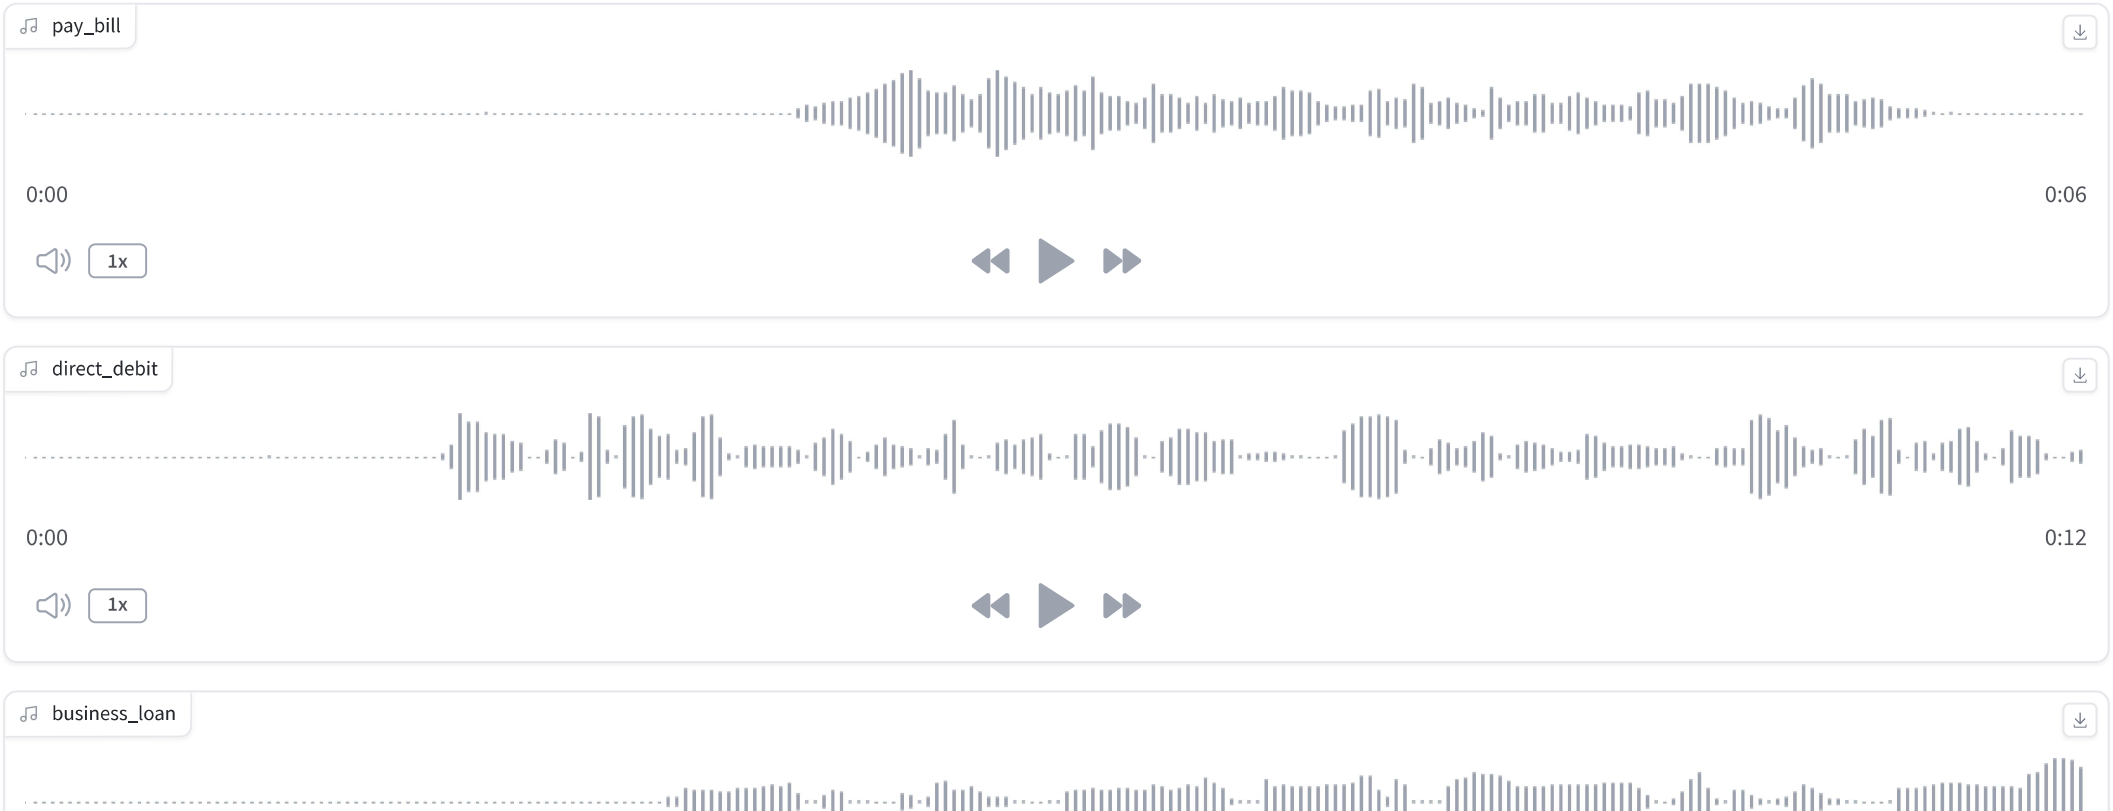 pay_bill
0:00
0:06
1x
direct_debit
0:00
0:12
1x
business_loan